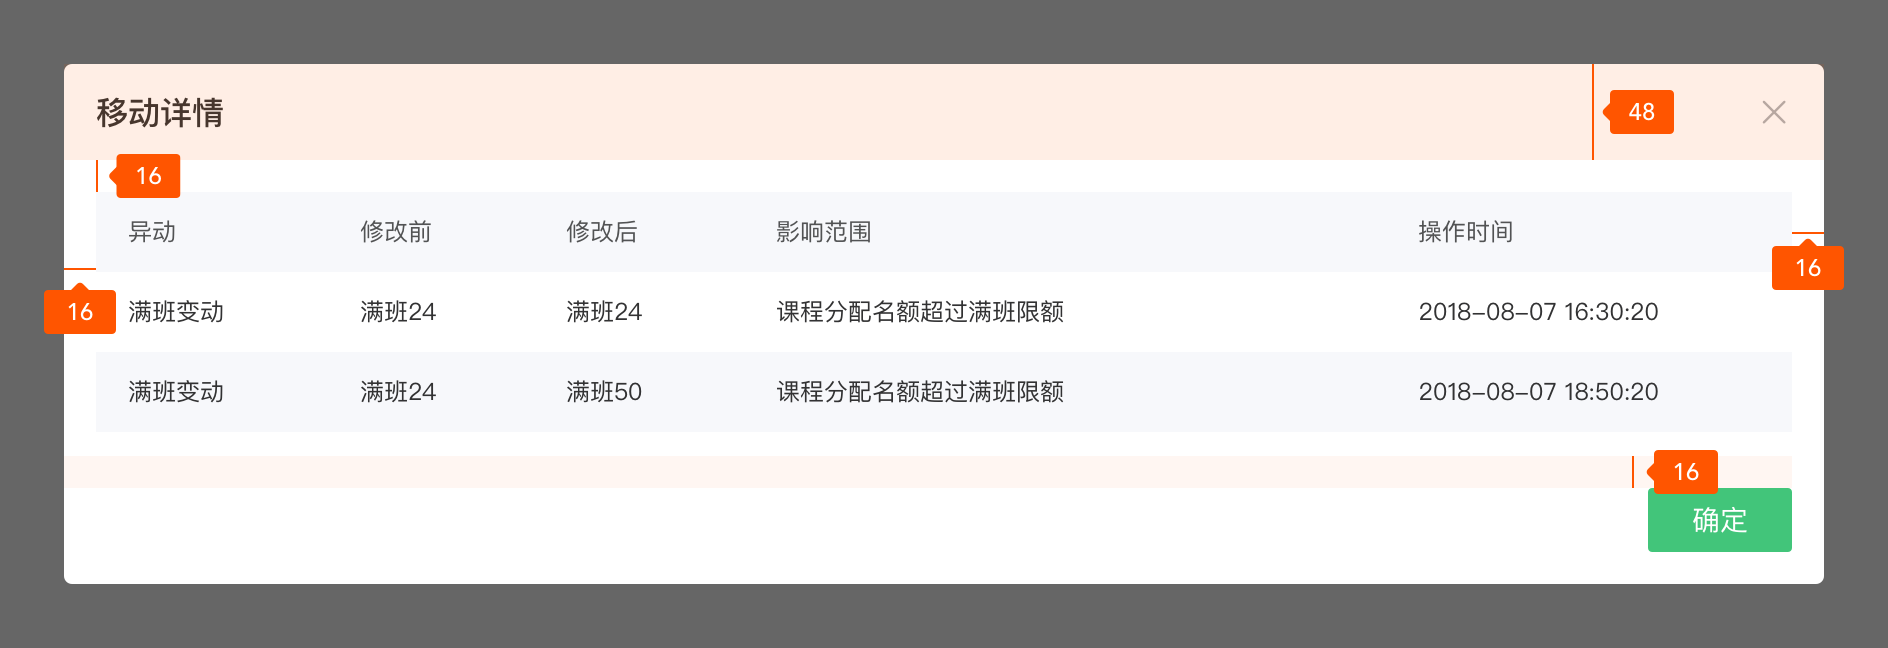 移动详情
48
16
异动 修改前 修改后 影响范围 操作时间
16
16
满班变动 满班24 满班24 课程分配名额超过满班限额 2018-08-07 16:30:20
满班变动 满班24 满班50 课程分配名额超过满班限额 2018-08-07 18:50:20
16
确定